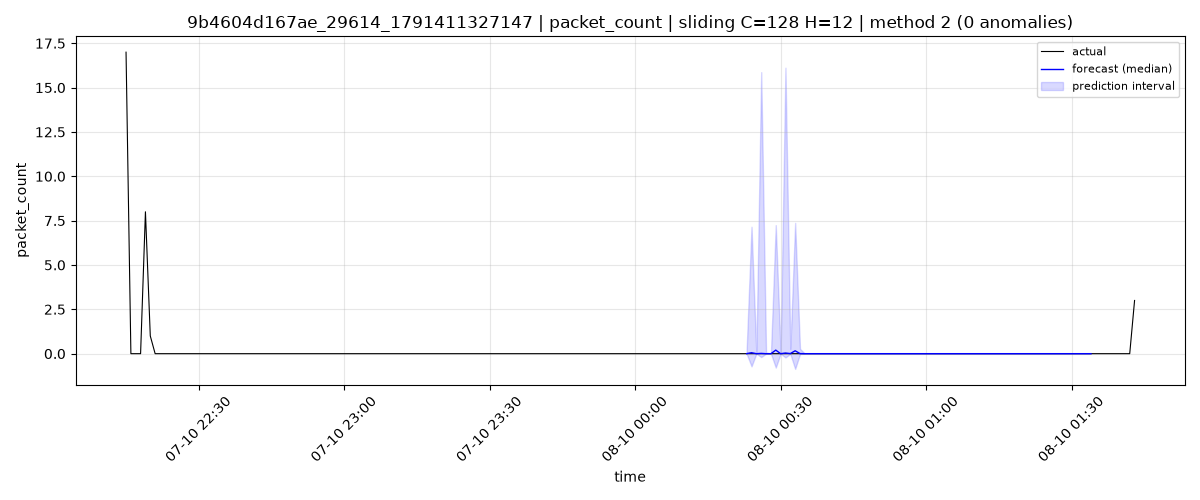 9b4604d167ae_29614_1791411327147 | packet_count | sliding C=128 H=12 | method 2 (0 anomalies)
actual
forecast (median)
prediction interval
packet_count
17.5
15.0
12.5
10.0
7.5
5.0
2.5
0.0
07-10 22:30
07-10 23:00
07-10 23:30
08-10 00:00
08-10 00:30
08-10 01:00
08-10 01:30
time